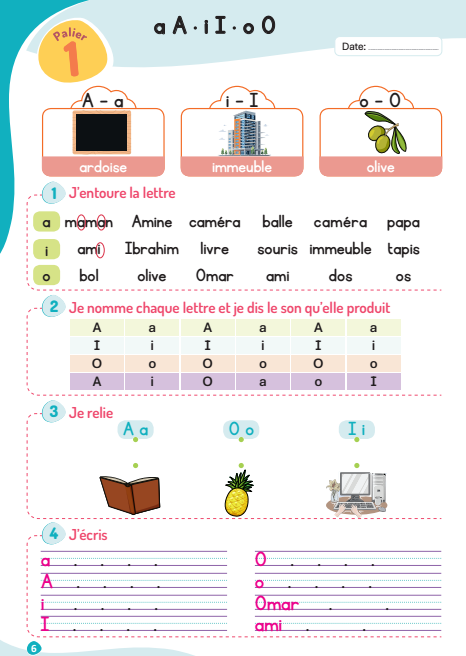 a A · i I · o O
Palier
1
Date:
A - a
i - I
o - O
ardoise
immeuble
olive
1 J'entoure la lettre
a maman Amine caméra balle caméra papa
i ami Ibrahim livre souris immeuble tapis
o bol olive Omar ami dos os
2 Je nomme chaque lettre et je dis le son qu'elle produit
A a A a A a
I i I i I i
O o O o O o
A i O a o I
3 Je relie
A a
O o
I i
4 J'écris
a . . . .
A . . . .
i . . . .
I . . . .
O . . . .
o . . . .
Omar . .
ami . .
6